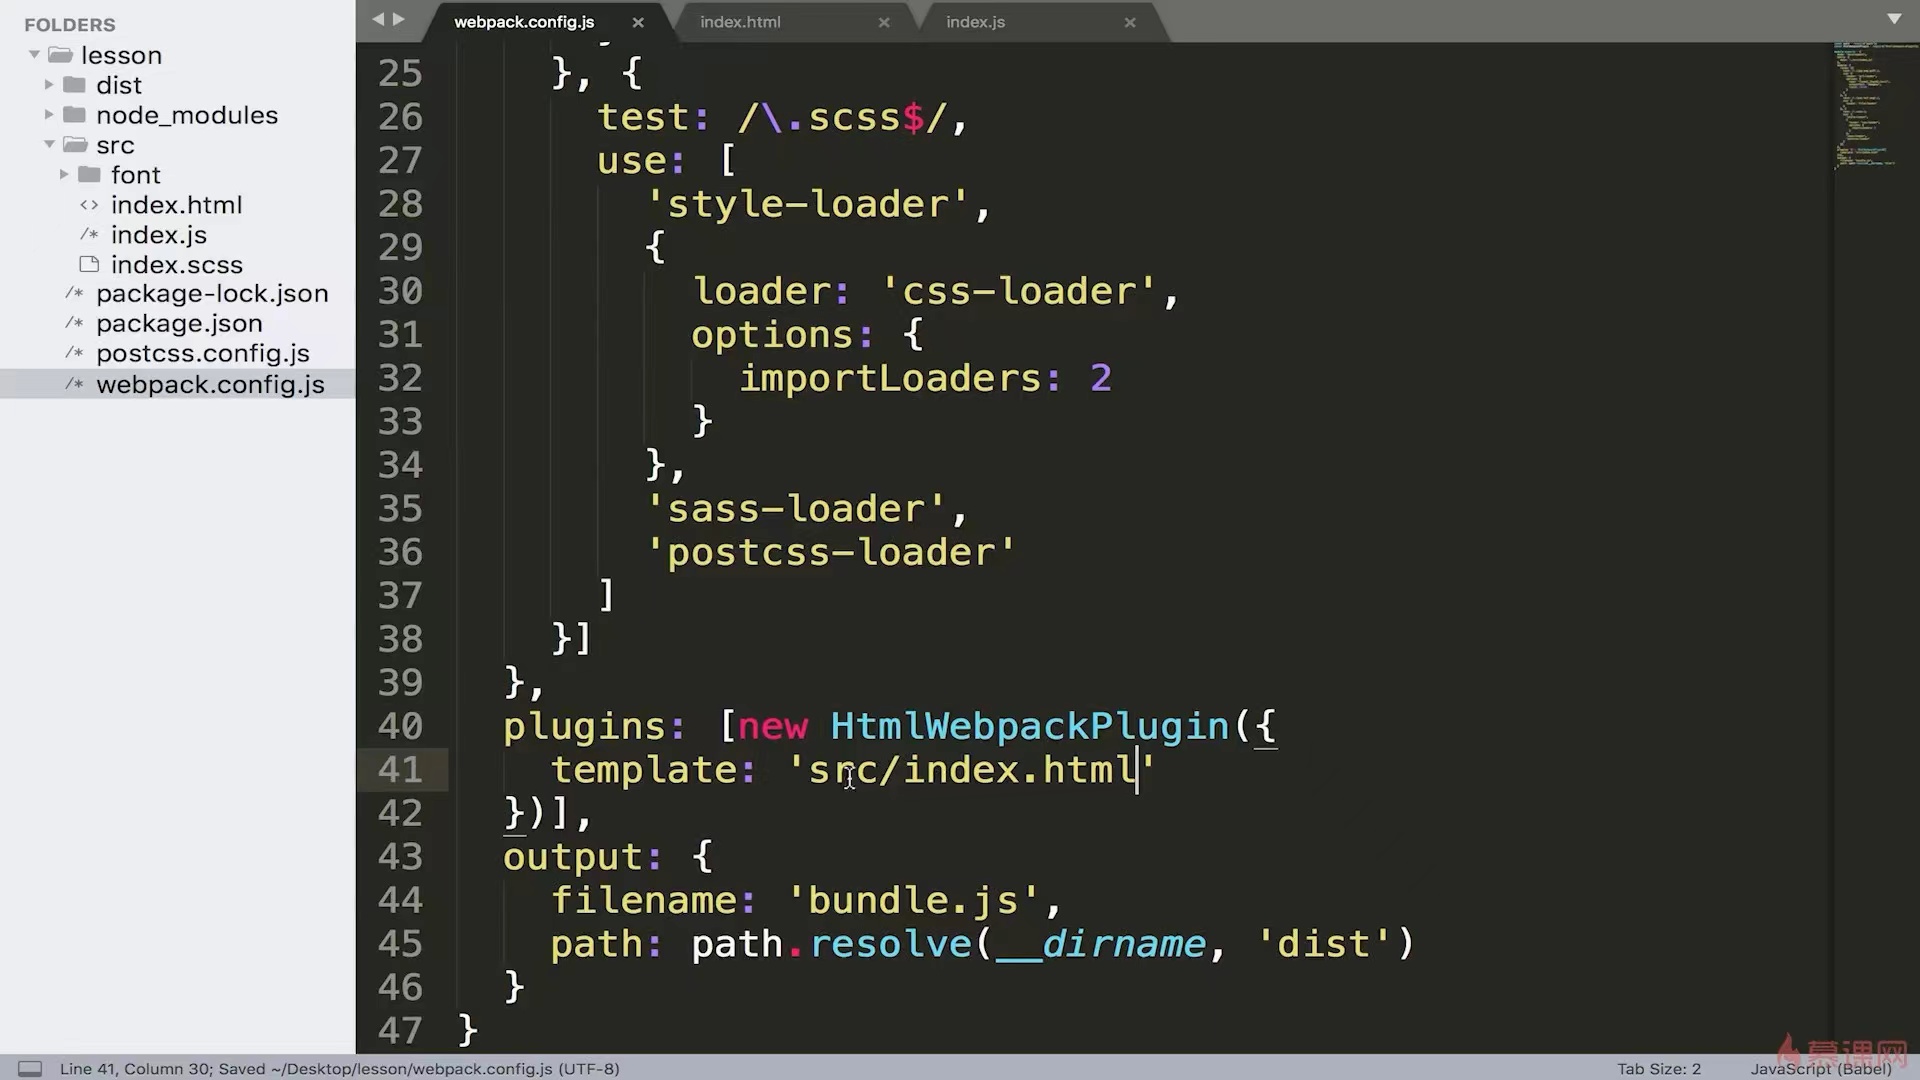 FOLDERS
lesson
dist
node_modules
src
font
<> index.html
/* index.js
index.scss
/* package-lock.json
/* package.json
/* postcss.config.js
/* webpack.config.js
webpack.config.js × index.html × index.js ×
25 }, {
26 test: /\.scss$/,
27 use: [
28 'style-loader',
29 {
30 loader: 'css-loader',
31 options: {
32 importLoaders: 2
33 }
34 },
35 'sass-loader',
36 'postcss-loader'
37 ]
38 }]
39 },
40 plugins: [new HtmlWebpackPlugin({
41 template: 'src/index.html'
42 })],
43 output: {
44 filename: 'bundle.js',
45 path: path.resolve(__dirname, 'dist')
46 }
47 }
Line 41, Column 30; Saved ~/Desktop/lesson/webpack.config.js (UTF-8)
Tab Size: 2 JavaScript (Babel)
慕课网